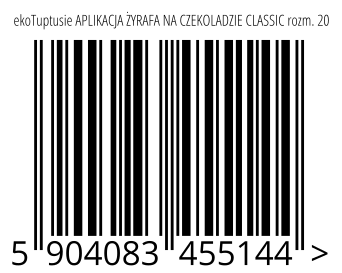 ekoTuptusie APLIKACJA ŻYRAFA NA CZEKOLADZIE CLASSIC rozm. 20
5 904083 455144 >